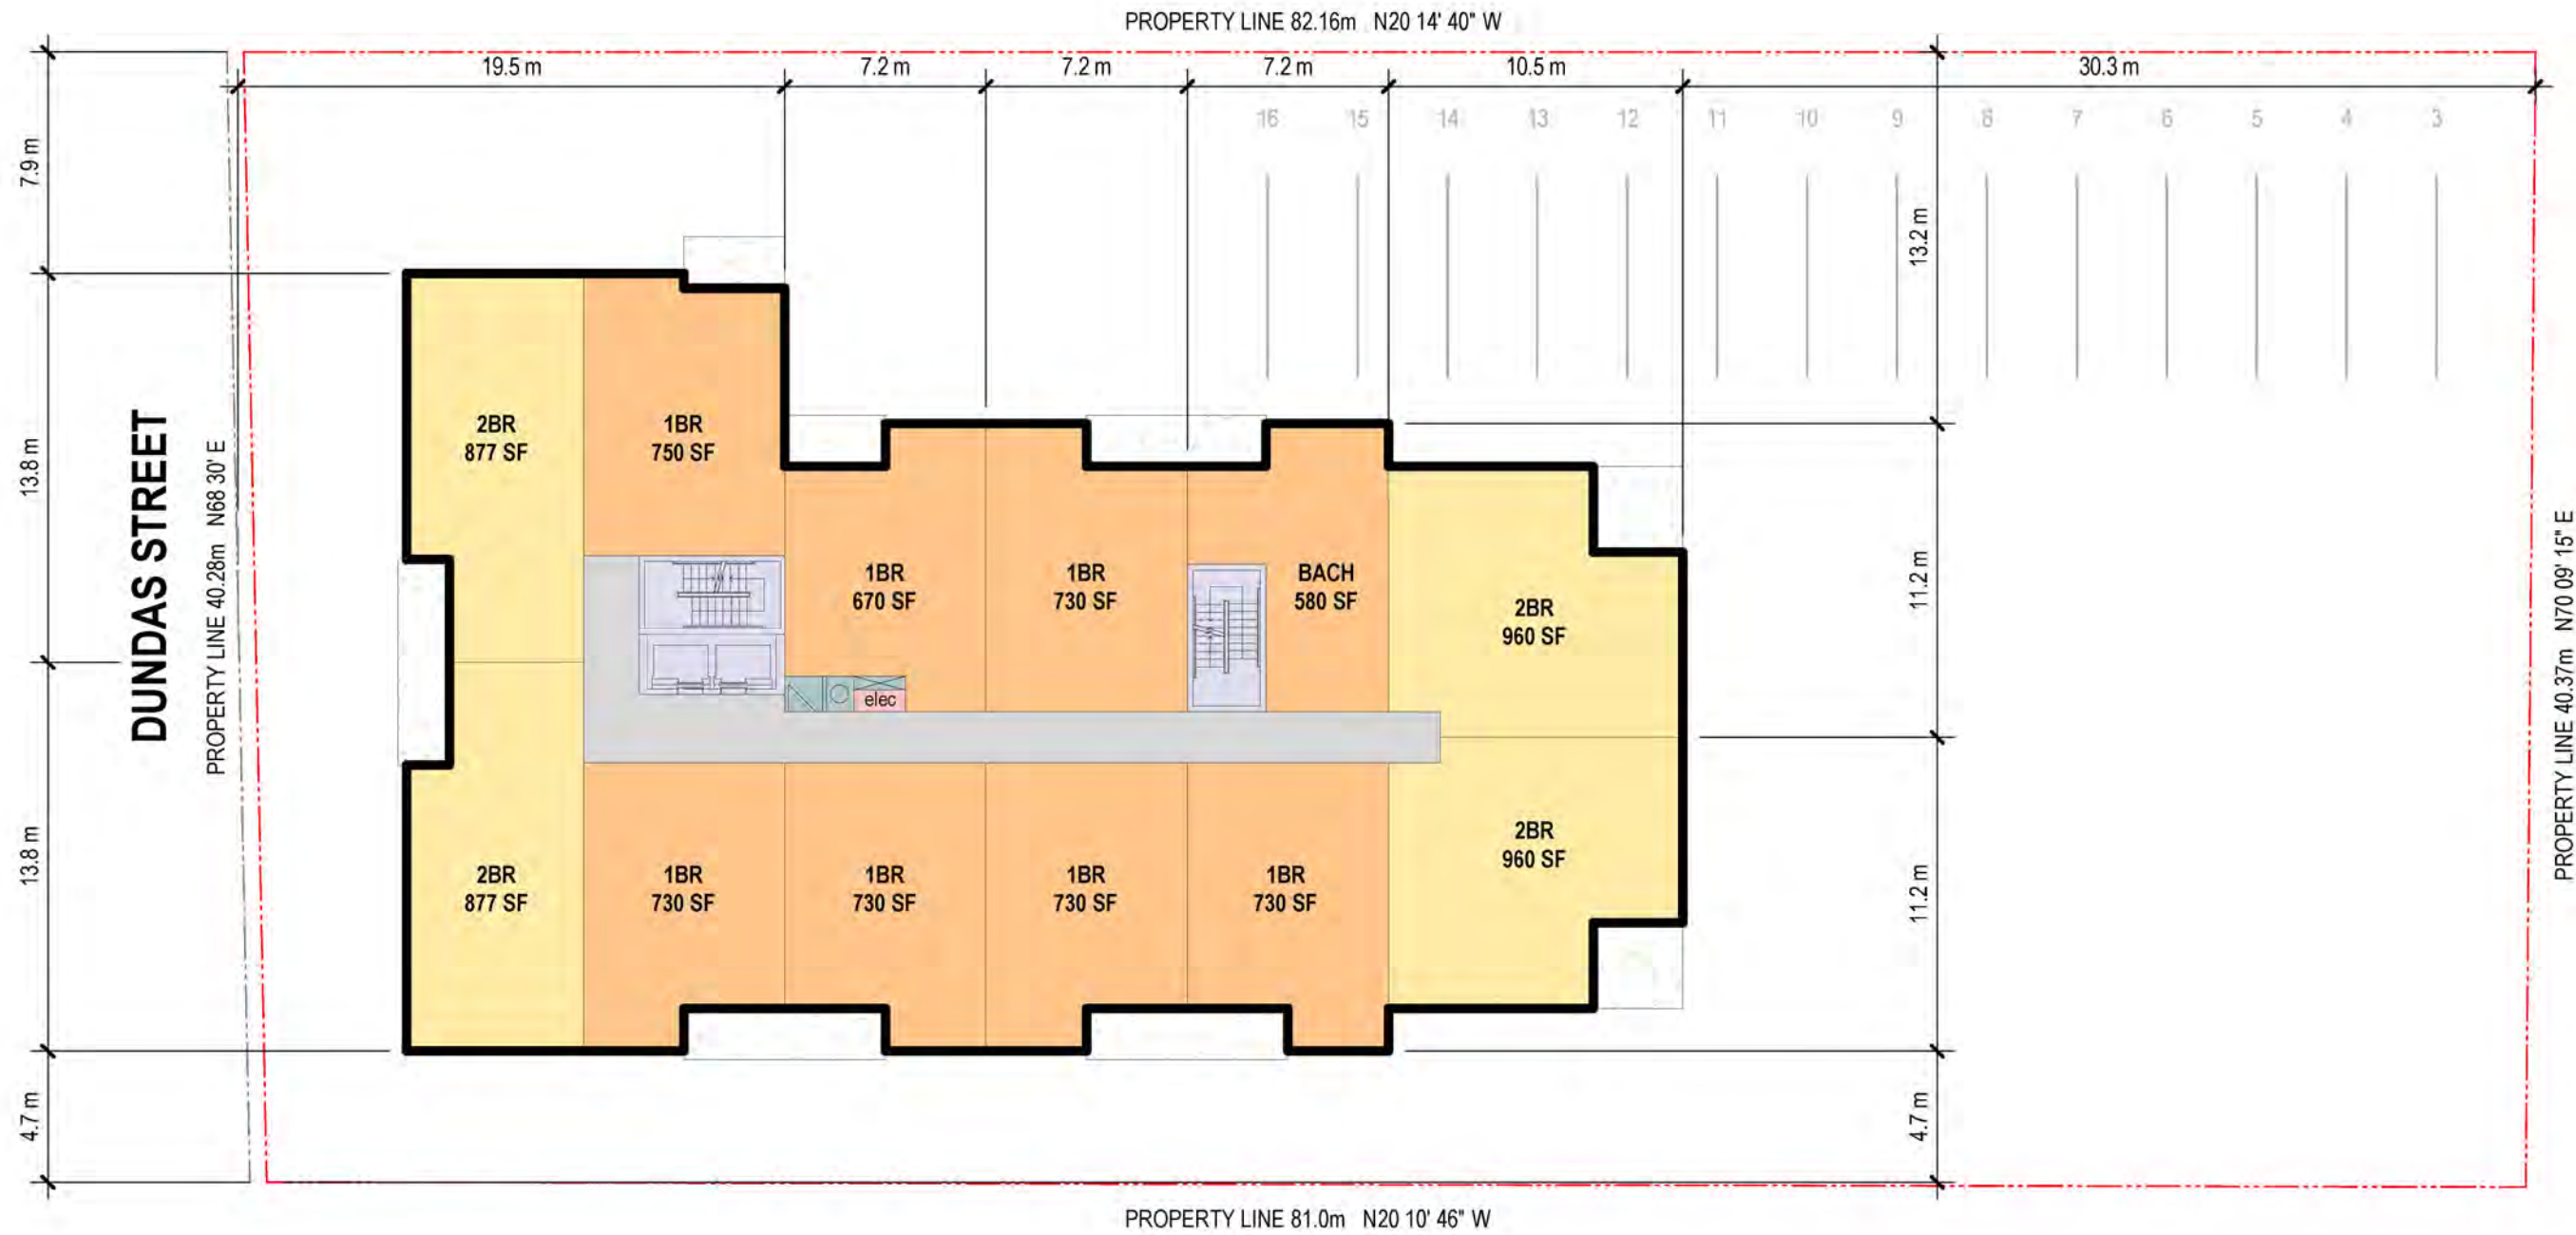 PROPERTY LINE 82.16m N20 14' 40" W
19.5 m
7.2 m
7.2 m
7.2 m
10.5 m
30.3 m
16
15
14
13
12
11
10
9
8
7
6
5
4
3
7.9 m
13.8 m
13.8 m
4.7 m
DUNDAS STREET
PROPERTY LINE 40.28m N68 30' E
2BR
877 SF
1BR
750 SF
1BR
670 SF
1BR
730 SF
BACH
580 SF
2BR
960 SF
elec
2BR
877 SF
1BR
730 SF
1BR
730 SF
1BR
730 SF
1BR
730 SF
2BR
960 SF
13.2 m
11.2 m
11.2 m
4.7 m
PROPERTY LINE 40.37m N70 09' 15" E
PROPERTY LINE 81.0m N20 10' 46" W